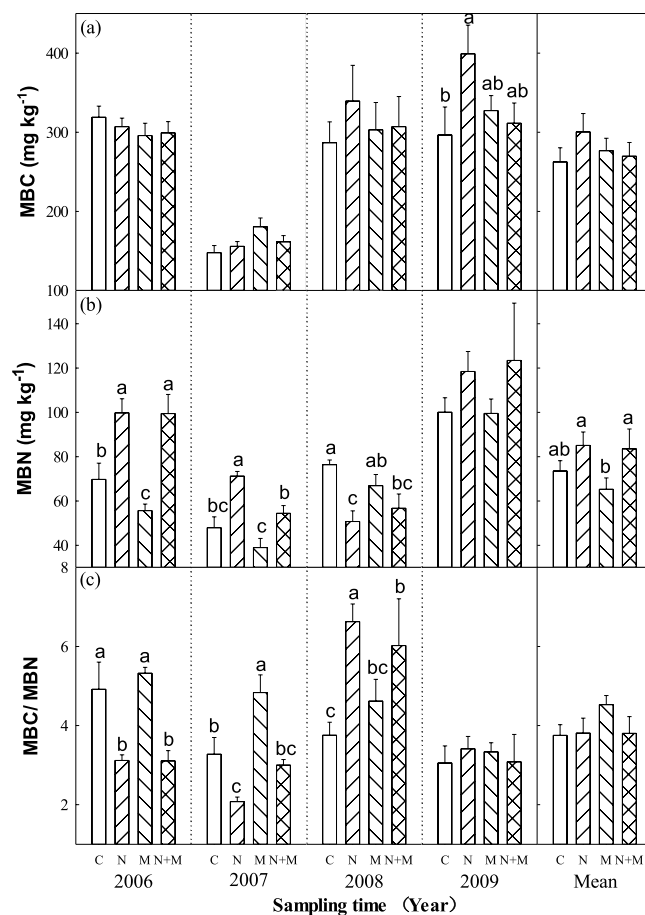 (a)
a
400
b
ab
ab
300
200
100
MBC (mg kg⁻¹)
(b)
120
a
a
100
a
b
a
a
a
80
ab
b
ab
c
bc
b
bc
c
b
60
c
40
8
MBN (mg kg⁻¹)
(c)
a
b
6
a
a
a
bc
b
b
b
c
4
bc
c
2
MBC/ MBN
C N M N+M C N M N+M C N M N+M C N M N+M C N M N+M
2006 2007 2008 2009 Mean
Sampling time (Year)